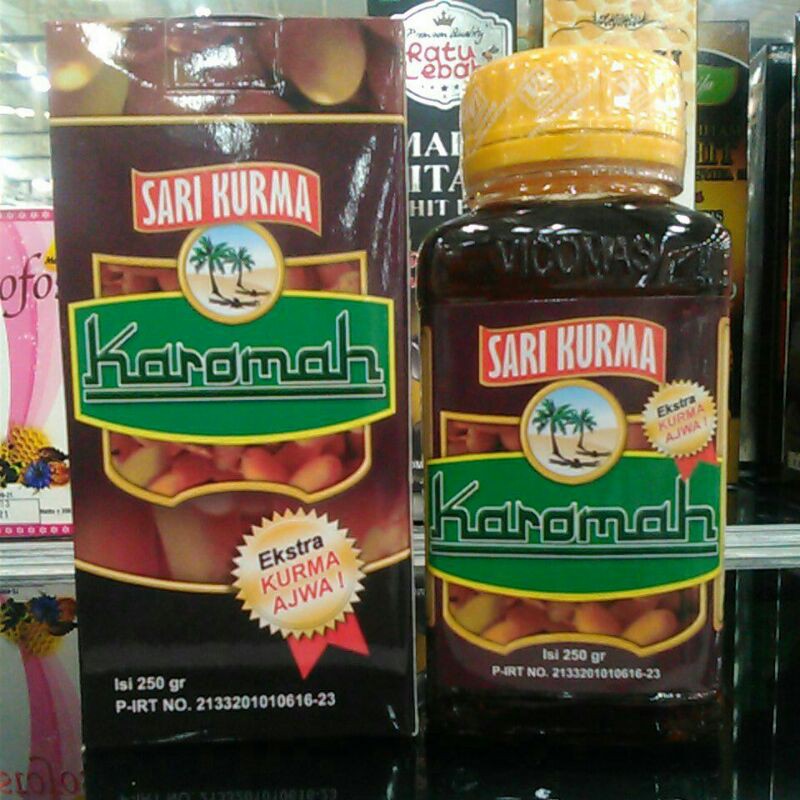 SARI KURMA
Karomah
Ekstra
KURMA
AJWA !
Isi 250 gr
P-IRT NO. 2133201010616-23
VICOMAS
SARI KURMA
Ekstra
KURMA
AJWA !
Karomah
Isi 250 gr
P-IRT NO. 2133201010616-23
Ratu
Lebah